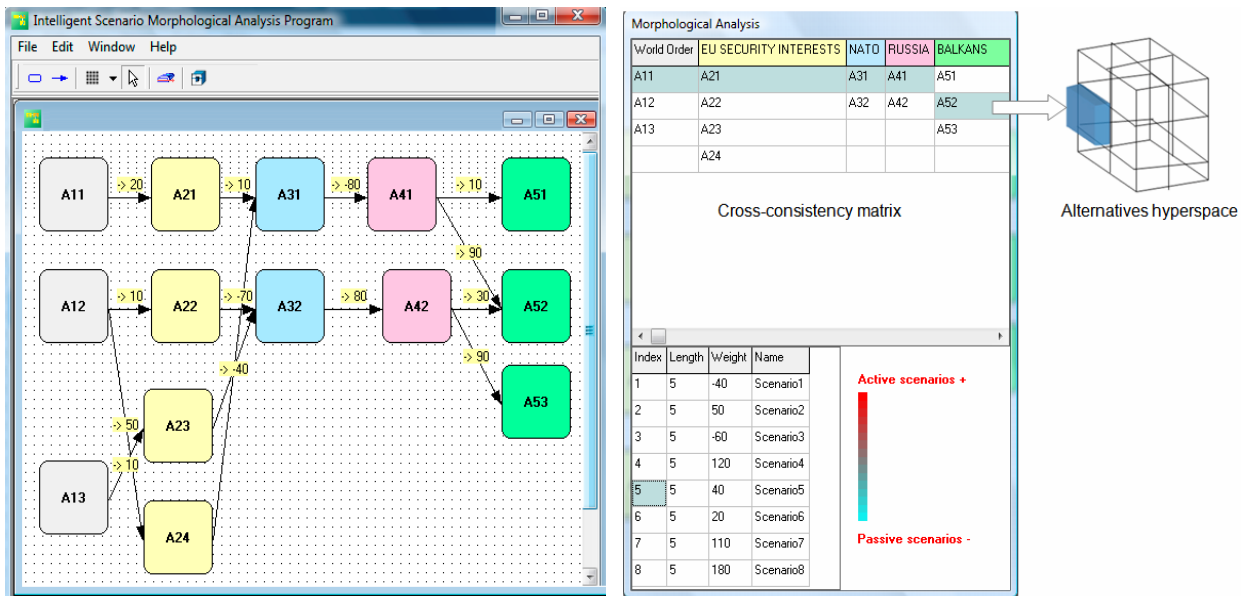 Intelligent Scenario Morphological Analysis Program
File Edit Window Help
A11 -> 20 A21 -> 10 A31 -> -80 A41 -> 10 A51
-> 90
A12 -> 10 A22 -> -70 A32 -> 80 A42 -> 30 A52
-> 40
-> 90
A23
-> 50
A53
-> 10
A13
A24
Morphological Analysis
World Order EU SECURITY INTERESTS NATO RUSSIA BALKANS
A11 A21 A31 A41 A51
A12 A22 A32 A42 A52
A13 A23 A53
A24
Cross-consistency matrix
Alternatives hyperspace
Index Length Weight Name
1 5 -40 Scenario1
2 5 50 Scenario2
3 5 -60 Scenario3
4 5 120 Scenario4
5 5 40 Scenario5
6 5 20 Scenario6
7 5 110 Scenario7
8 5 180 Scenario8
Active scenarios +
Passive scenarios -